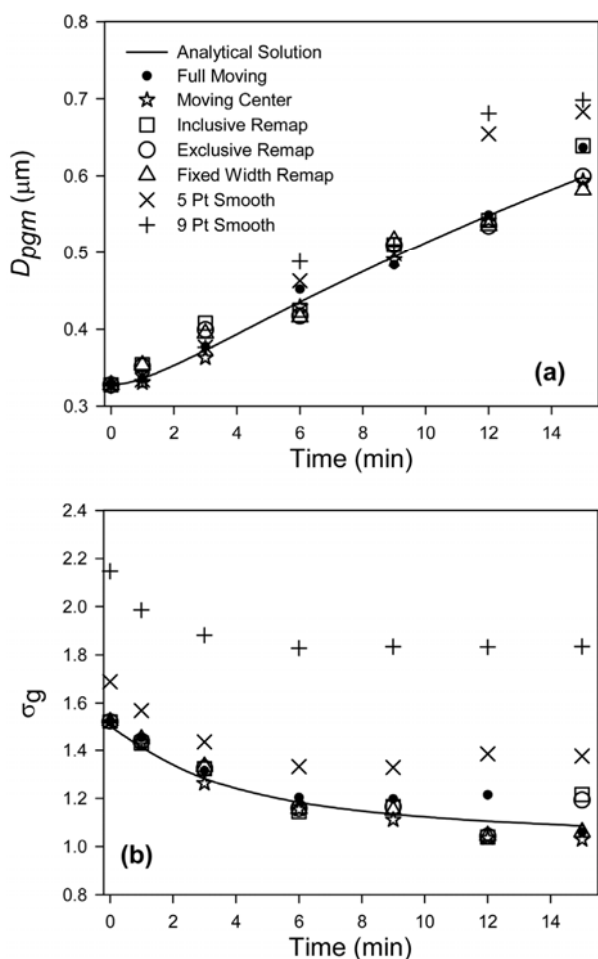 0.8
Analytical Solution
Full Moving
Moving Center
Inclusive Remap
Exclusive Remap
Fixed Width Remap
5 Pt Smooth
9 Pt Smooth
0.7
0.6
0.5
0.4
0.3
Dpgm (μm)
(a)
0 2 4 6 8 10 12 14
Time (min)
2.4
2.2
2.0
1.8
1.6
1.4
1.2
1.0
0.8
σg
(b)
0 2 4 6 8 10 12 14
Time (min)